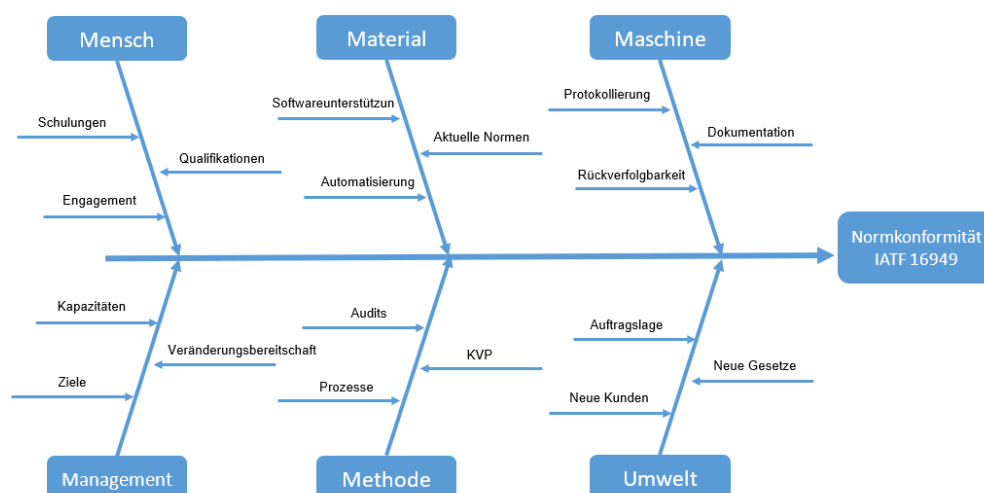 Mensch
Material
Maschine
Schulungen
Qualifikationen
Engagement
Softwareunterstützun
Aktuelle Normen
Automatisierung
Protokollierung
Dokumentation
Rückverfolgbarkeit
Normkonformität
IATF 16949
Kapazitäten
Veränderungsbereitschaft
Ziele
Audits
KVP
Prozesse
Auftragslage
Neue Gesetze
Neue Kunden
Management
Methode
Umwelt